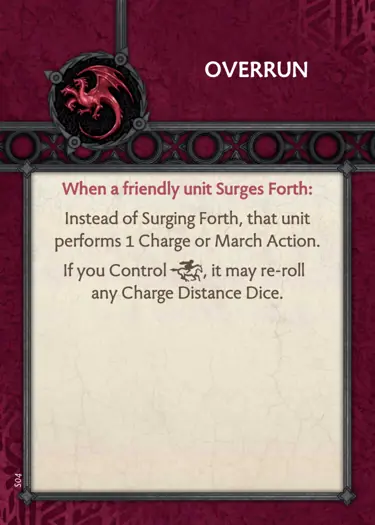 OVERRUN
When a friendly unit Surges Forth:
Instead of Surging Forth, that unit
performs 1 Charge or March Action.
If you Control , it may re-roll
any Charge Distance Dice.
S04